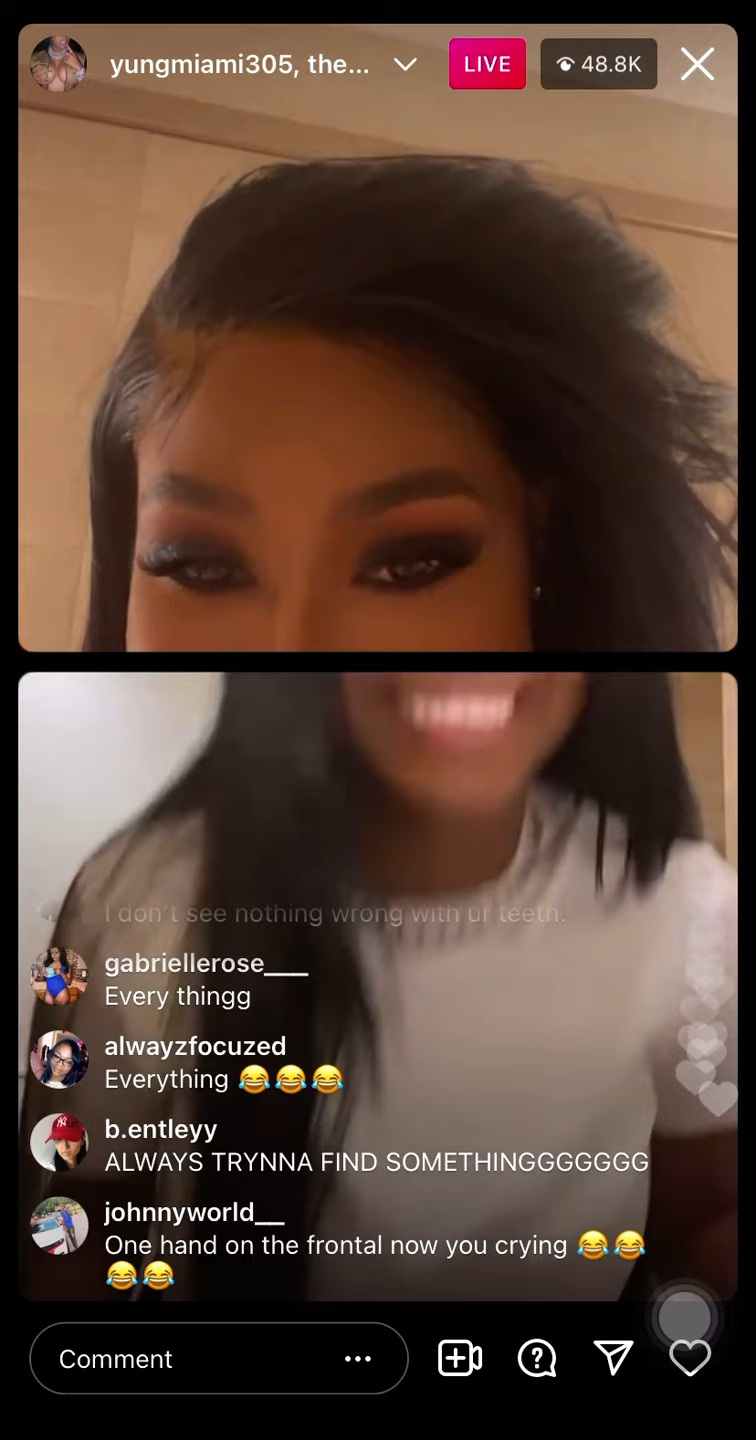 yungmiami305, the...
LIVE
48.8K
I don't see nothing wrong with ur teeth.
gabriellerose___
Every thingg
alwayzfocuzed
Everything 😂😂😂
b.entleyy
ALWAYS TRYNNA FIND SOMETHINGGGGGGG
johnnyworld__
One hand on the frontal now you crying 😂😂
😂😂
Comment